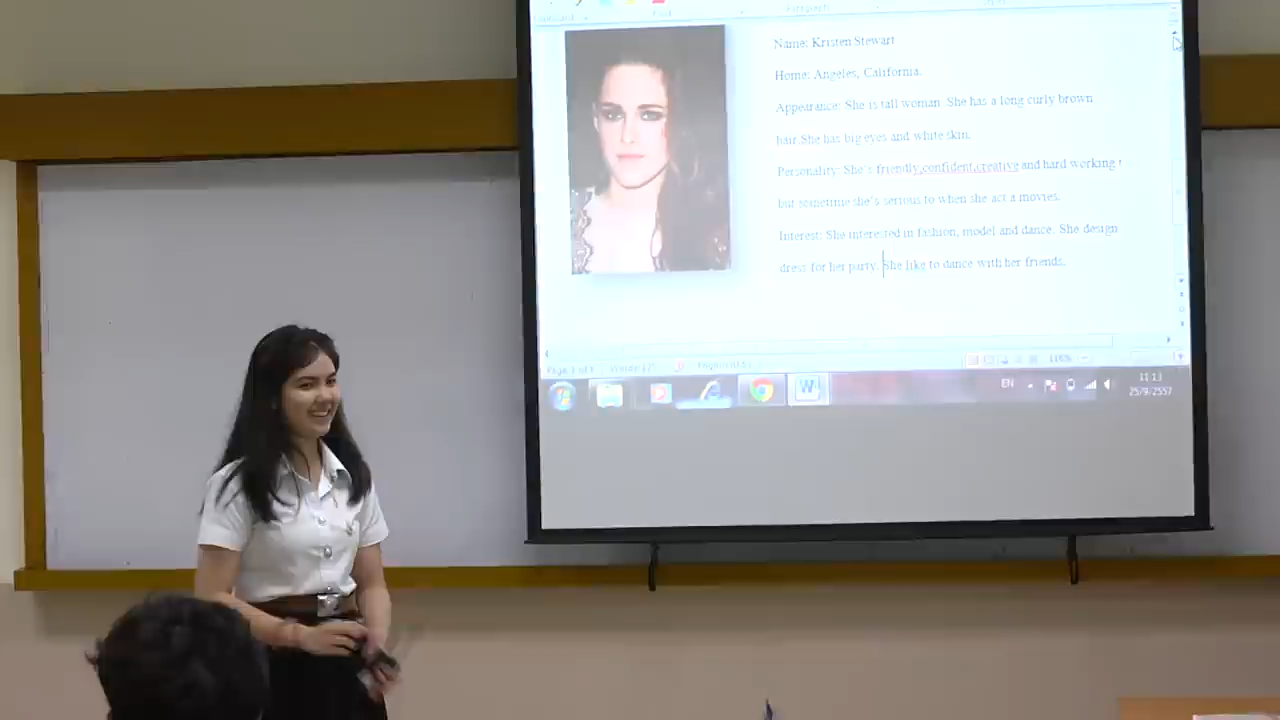 Paragraph
Name: Kristen Stewart
Home: Angeles, California.
Appearance: She is tall woman. She has a long curly brown
hair.She has big eyes and white skin.
Personality: She's friendly,confident,creative and hard working
but sometime she's serious to when she act a movies.
Interest: She interested in fashion, model and dance. She design
dress for her party. She like to dance with her friends.
116%
EN
11:13
25/9/2557